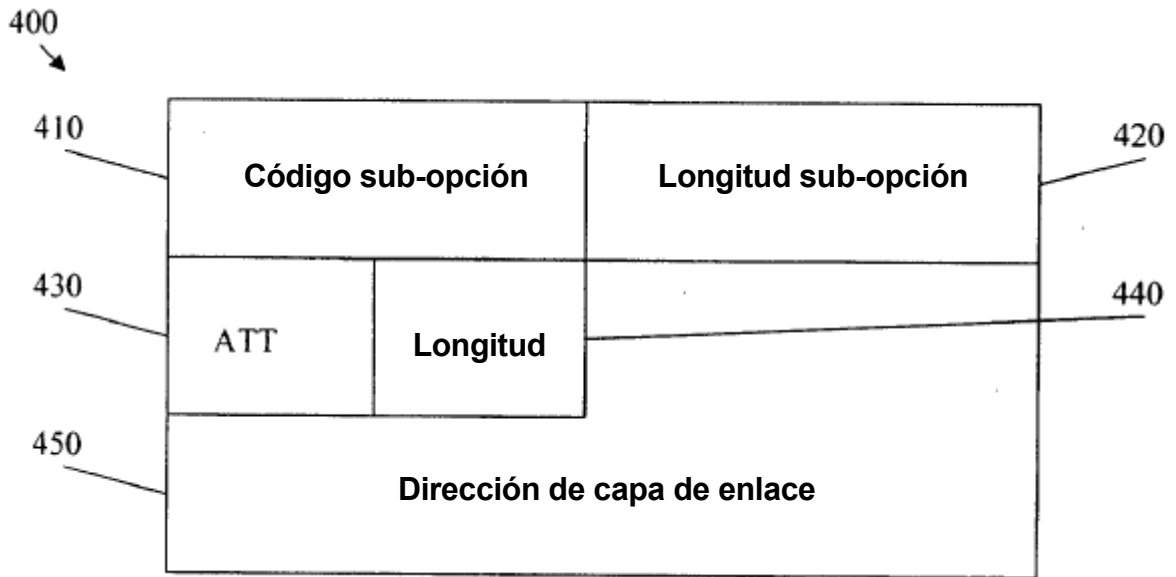 400
410
Código sub-opción
Longitud sub-opción
420
430
ATT
Longitud
440
450
Dirección de capa de enlace